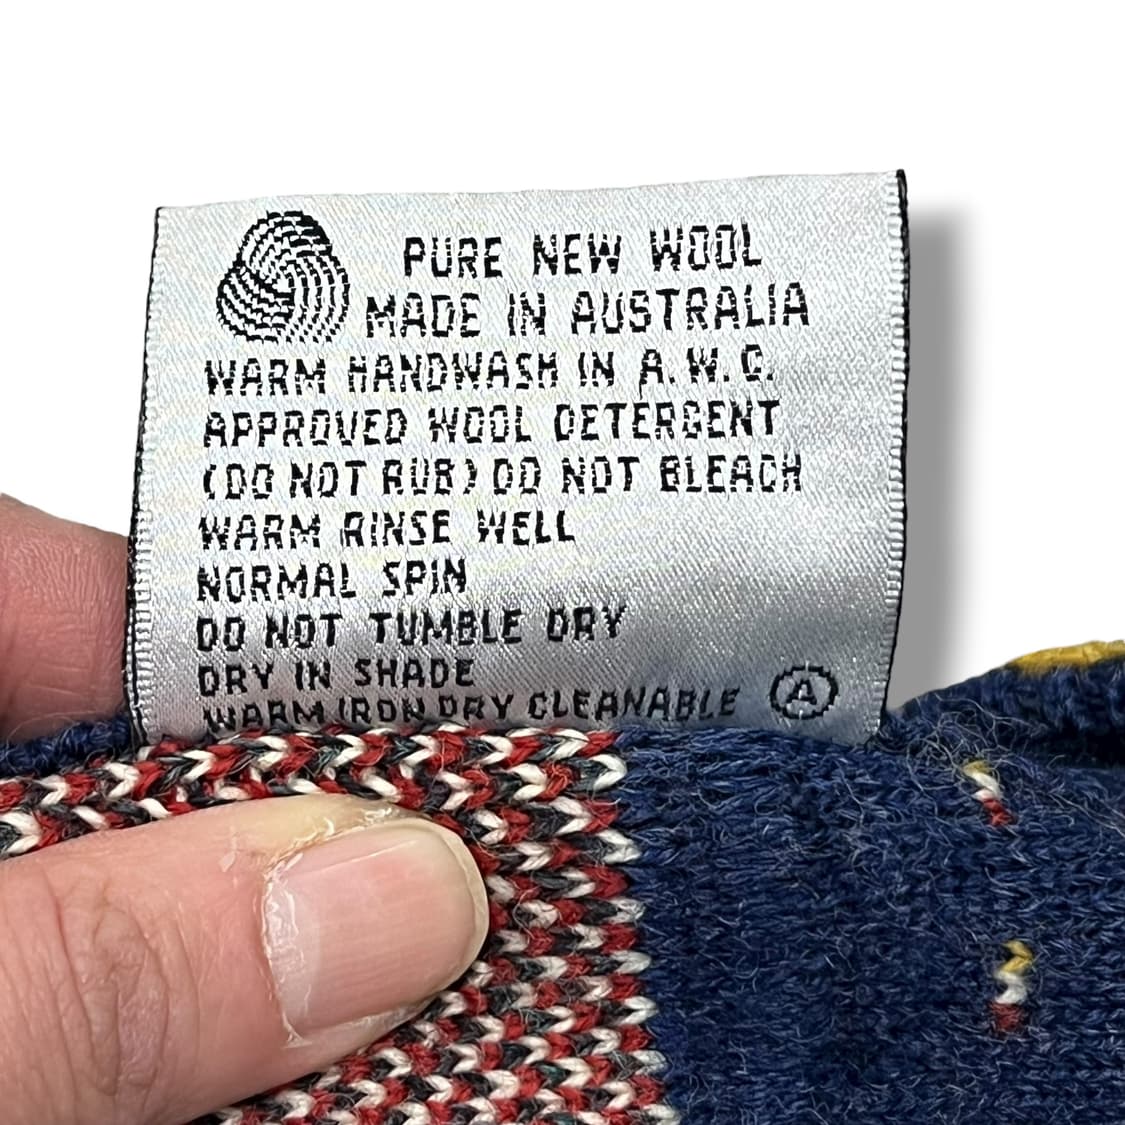 PURE NEW WOOL
MADE IN AUSTRALIA
WARM HANDWASH IN A.W.C.
APPROVED WOOL DETERGENT
(DO NOT RUB) DO NOT BLEACH
WARM RINSE WELL
NORMAL SPIN
DO NOT TUMBLE DRY
DRY IN SHADE
WARM IRON DRY CLEANABLE A